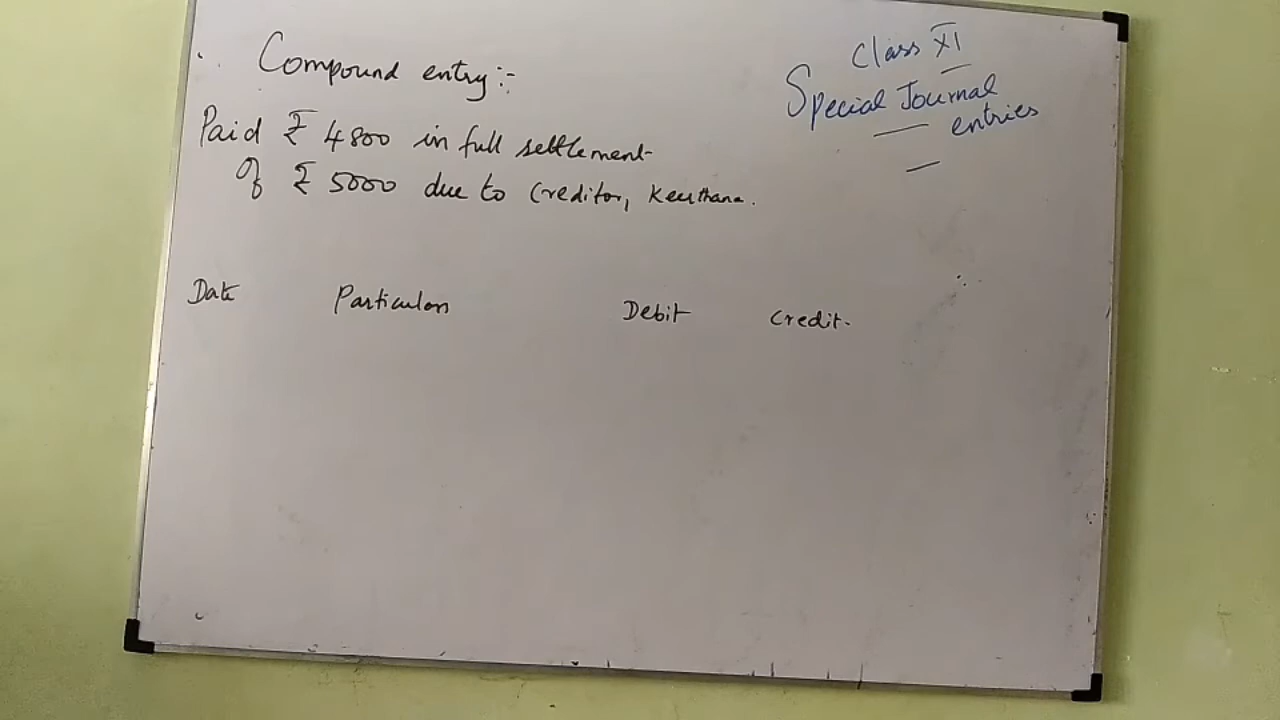 Compound entry:-
Paid ₹ 4800 in full settlement
of ₹ 5000 due to Creditor, Keerthana.
Class XI
Special Journal
entries
Date Particulars Debit Credit.